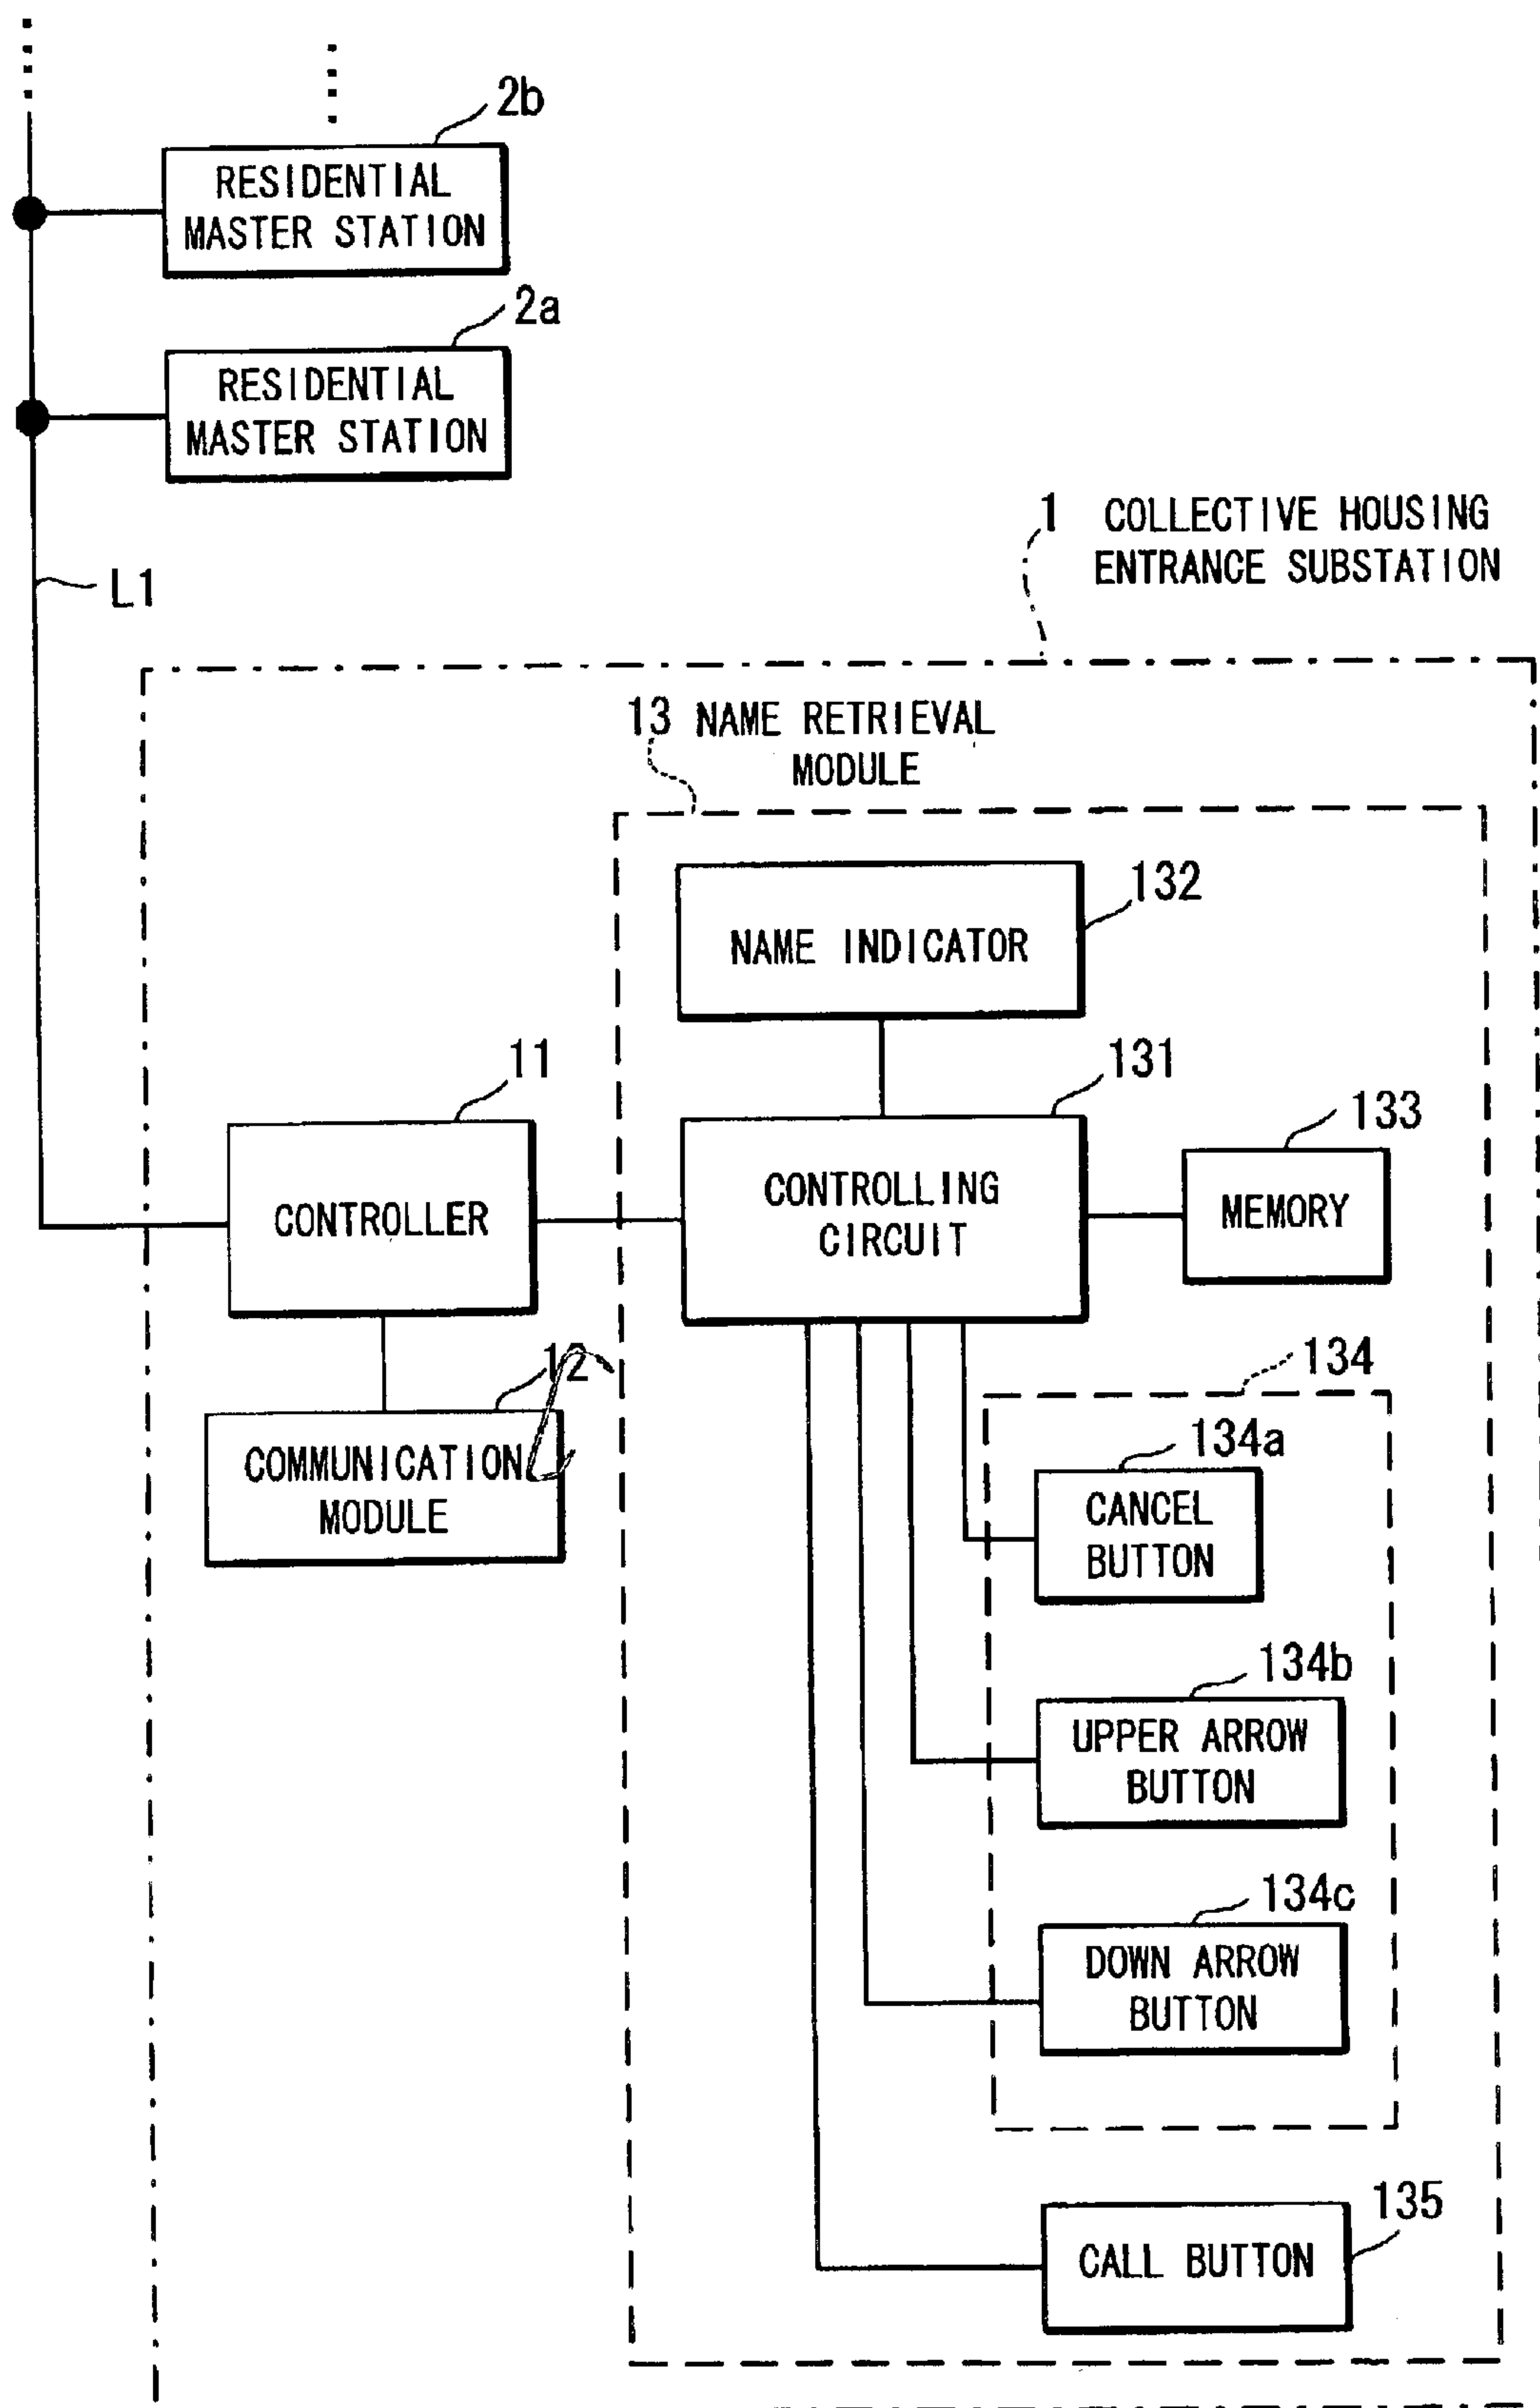 2b
RESIDENTIAL
MASTER STATION
2a
RESIDENTIAL
MASTER STATION
1 COLLECTIVE HOUSING
ENTRANCE SUBSTATION
L1
13 NAME RETRIEVAL
MODULE
132
NAME INDICATOR
11
131
133
CONTROLLER
CONTROLLING
CIRCUIT
MEMORY
12
134
COMMUNICATION
MODULE
134a
CANCEL
BUTTON
134b
UPPER ARROW
BUTTON
134c
DOWN ARROW
BUTTON
135
CALL BUTTON